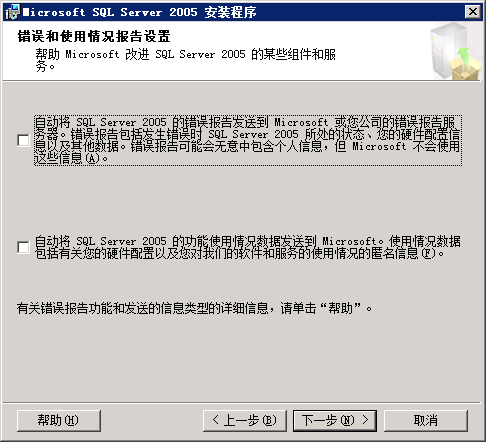 Microsoft SQL Server 2005 安装程序
错误和使用情况报告设置
帮助 Microsoft 改进 SQL Server 2005 的某些组件和服
务。
自动将 SQL Server 2005 的错误报告发送到 Microsoft 或您公司的错误报告服
务器。错误报告包括发生错误时 SQL Server 2005 所处的状态、您的硬件配置信
息以及其他数据。错误报告可能会无意中包含个人信息，但 Microsoft 不会使用
这些信息(A)。
自动将 SQL Server 2005 的功能使用情况数据发送到 Microsoft。使用情况数据
包括有关您的硬件配置以及您对我们的软件和服务的使用情况的匿名信息(F)。
有关错误报告功能和发送的信息类型的详细信息，请单击“帮助”。
帮助(H)
< 上一步(B)
下一步(N) >
取消